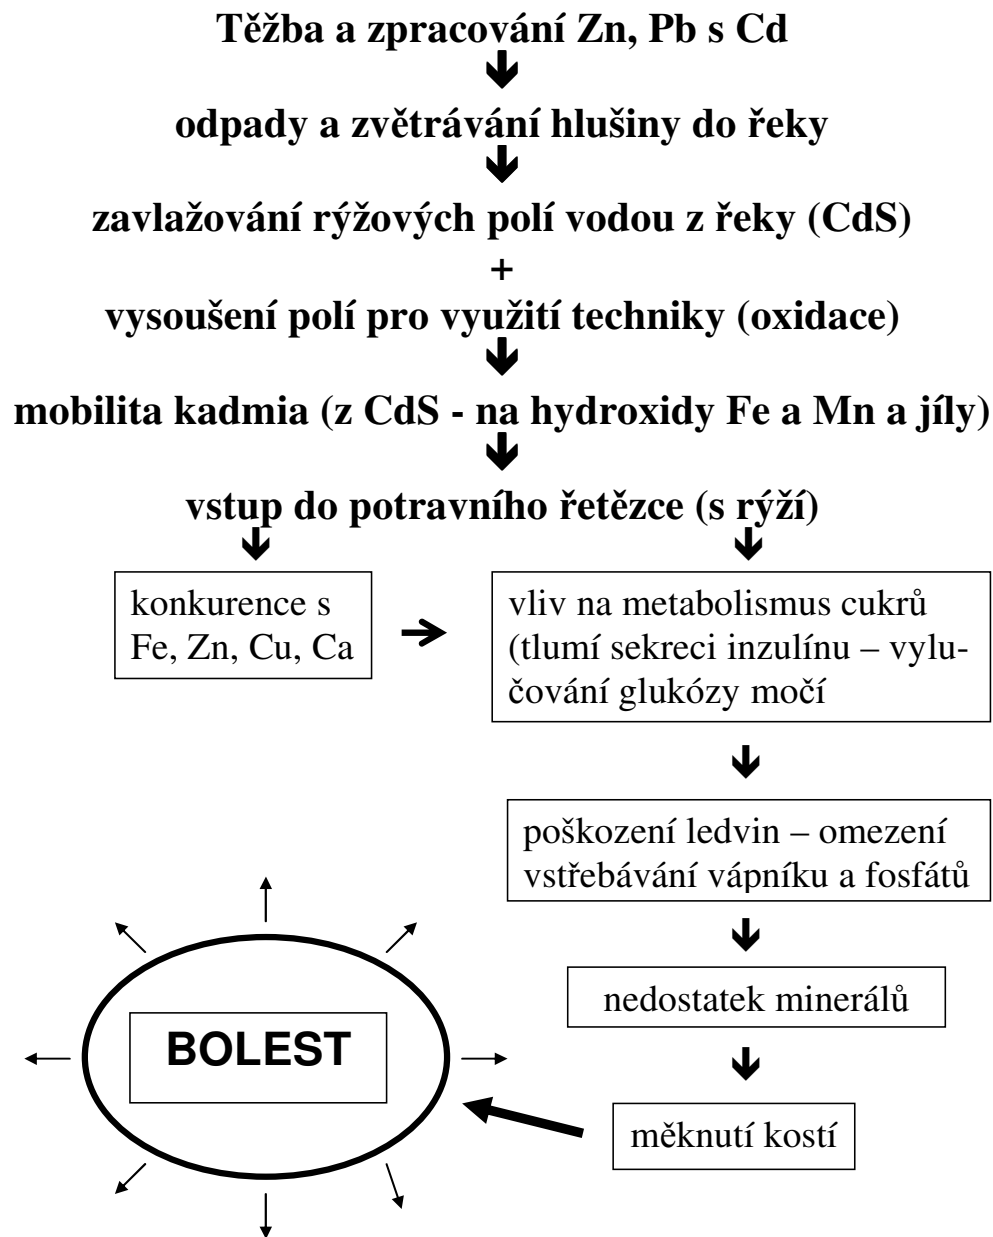 Těžba a zpracování Zn, Pb s Cd
odpady a zvětrávání hlušiny do řeky
zavlažování rýžových polí vodou z řeky (CdS)
+
vysoušení polí pro využití techniky (oxidace)
mobilita kadmia (z CdS - na hydroxidy Fe a Mn a jíly)
vstup do potravního řetězce (s rýží)
konkurence s
Fe, Zn, Cu, Ca
vliv na metabolismus cukrů
(tlumí sekreci inzulínu – vylu-
čování glukózy močí
poškození ledvin – omezení
vstřebávání vápníku a fosfátů
nedostatek minerálů
měknutí kostí
BOLEST